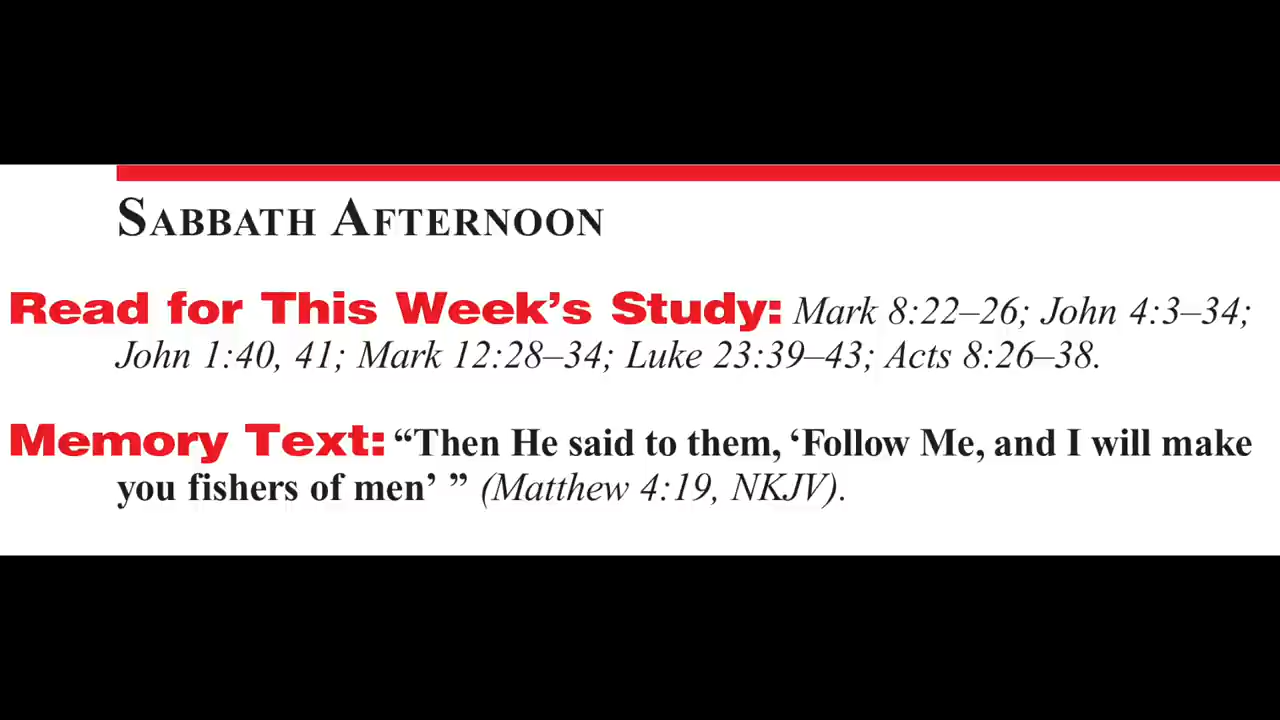 SABBATH AFTERNOON
Read for This Week’s Study: Mark 8:22–26; John 4:3–34;
John 1:40, 41; Mark 12:28–34; Luke 23:39–43; Acts 8:26–38.
Memory Text: “Then He said to them, ‘Follow Me, and I will make
you fishers of men’ ” (Matthew 4:19, NKJV).